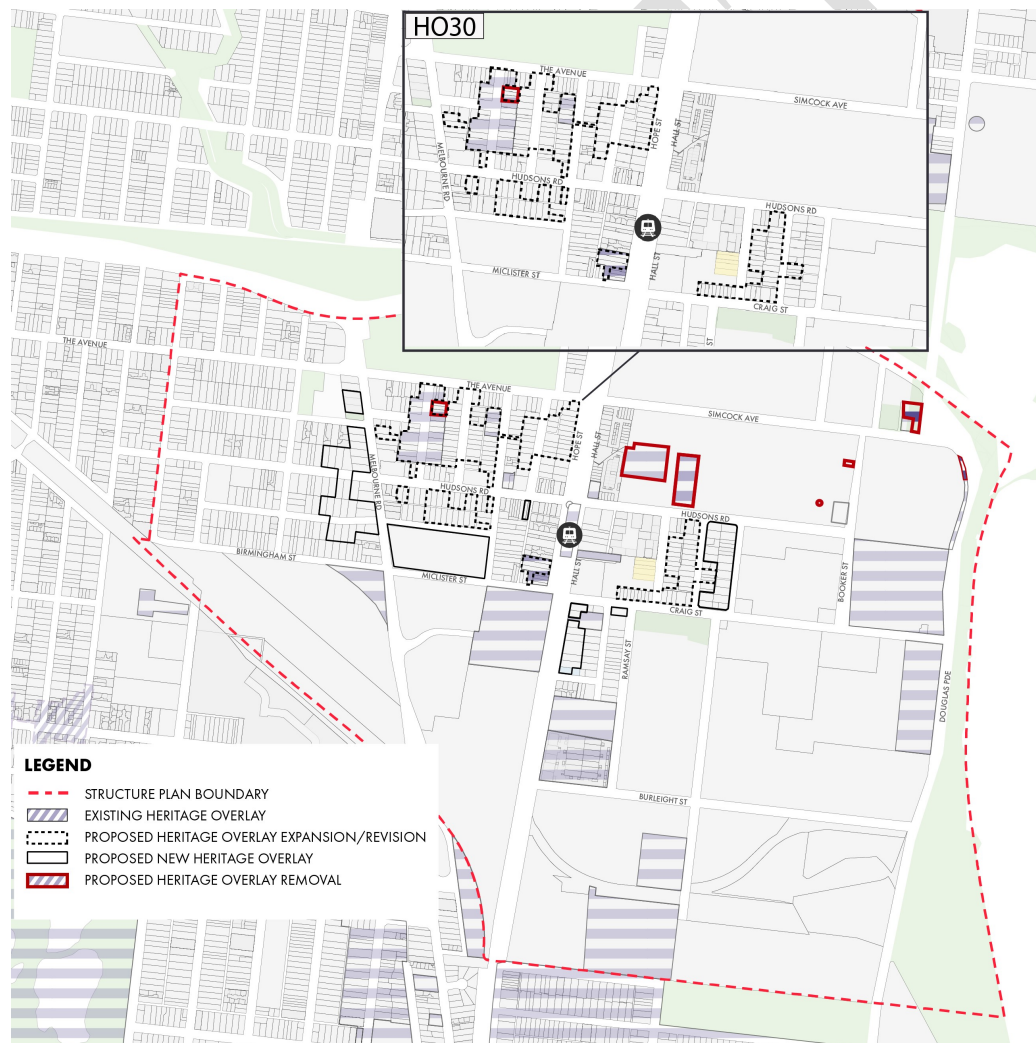 HO30
THE AVENUE
SIMCOCK AVE
HOPE ST
HALL ST
MELBOURNE RD
HUDSONS RD
HUDSONS RD
HALL ST
MICLISTER ST
CRAIG ST
ST
THE AVENUE
THE AVENUE
SIMCOCK AVE
HOPE ST
HALL ST
MELBOURNE RD
HUDSONS RD
HUDSONS RD
BIRMINGHAM ST
MICLISTER ST
HALL ST
BOOKER ST
CRAIG ST
RAMSAY ST
DOUGLAS PDE
BURLEIGHT ST
LEGEND
STRUCTURE PLAN BOUNDARY
EXISTING HERITAGE OVERLAY
PROPOSED HERITAGE OVERLAY EXPANSION/REVISION
PROPOSED NEW HERITAGE OVERLAY
PROPOSED HERITAGE OVERLAY REMOVAL